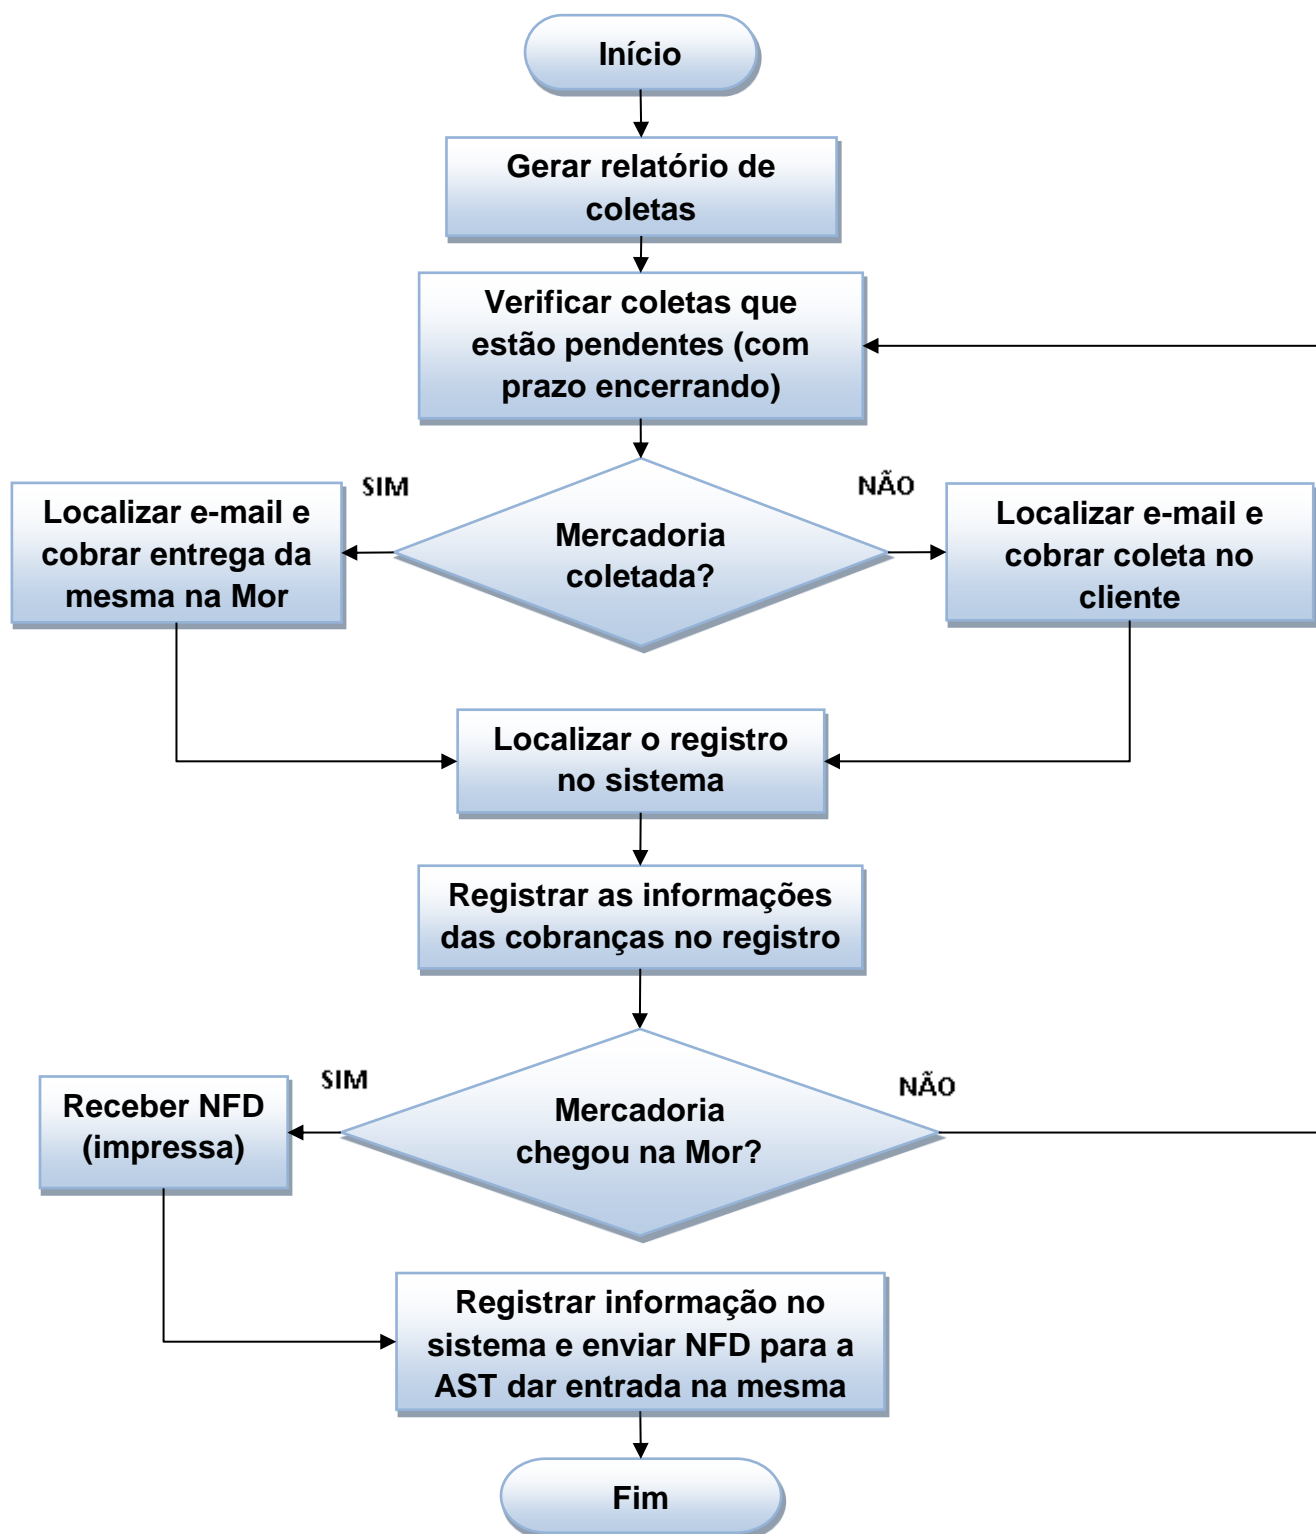 Início
Gerar relatório de
coletas
Verificar coletas que
estão pendentes (com
prazo encerrando)
SIM
NÃO
Localizar e-mail e
cobrar entrega da
mesma na Mor
Mercadoria
coletada?
Localizar e-mail e
cobrar coleta no
cliente
Localizar o registro
no sistema
Registrar as informações
das cobranças no registro
SIM
NÃO
Receber NFD
(impressa)
Mercadoria
chegou na Mor?
Registrar informação no
sistema e enviar NFD para a
AST dar entrada na mesma
Fim